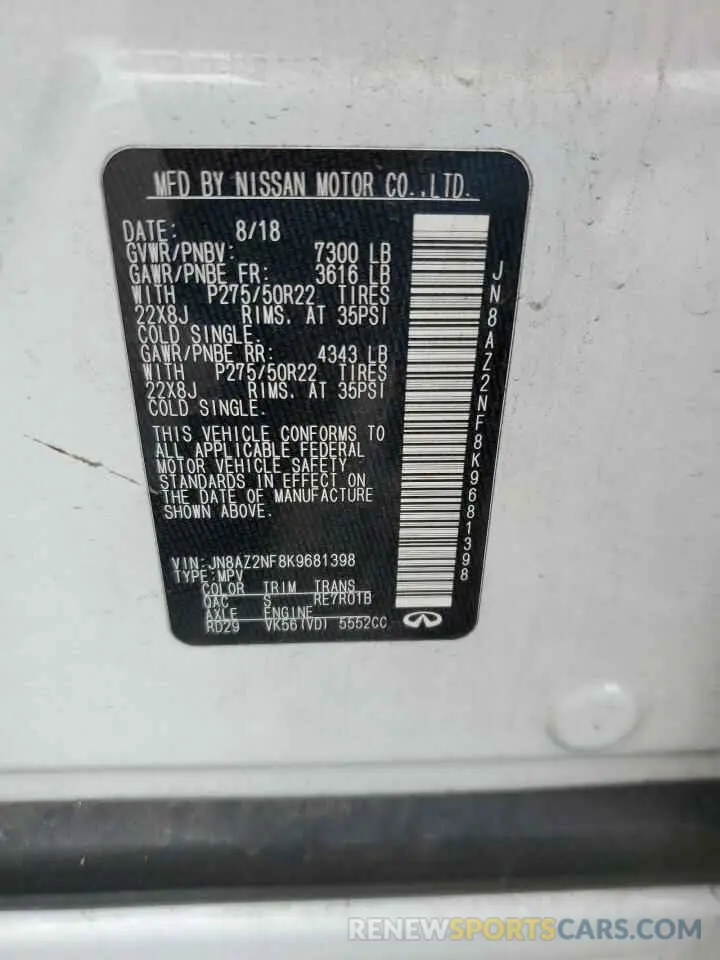 MFD BY NISSAN MOTOR CO.,LTD.
DATE: 8/18
GVWR/PNBV: 7300 LB
GAWR/PNBE FR: 3616 LB
WITH P275/50R22 TIRES
22X8J RIMS. AT 35PSI
COLD SINGLE.
GAWR/PNBE RR: 4343 LB
WITH P275/50R22 TIRES
22X8J RIMS. AT 35PSI
COLD SINGLE.
THIS VEHICLE CONFORMS TO
ALL APPLICABLE FEDERAL
MOTOR VEHICLE SAFETY
STANDARDS IN EFFECT ON
THE DATE OF MANUFACTURE
SHOWN ABOVE.
VIN: JN8AZ2NF8K9681398
TYPE: MPV
COLOR TRIM TRANS
QAC S RE7R01B
AXLE ENGINE
RD29 VK56(VD) 5552CC
JN8AZ2NF8K9681398
RENEWSPORTSCARS.COM